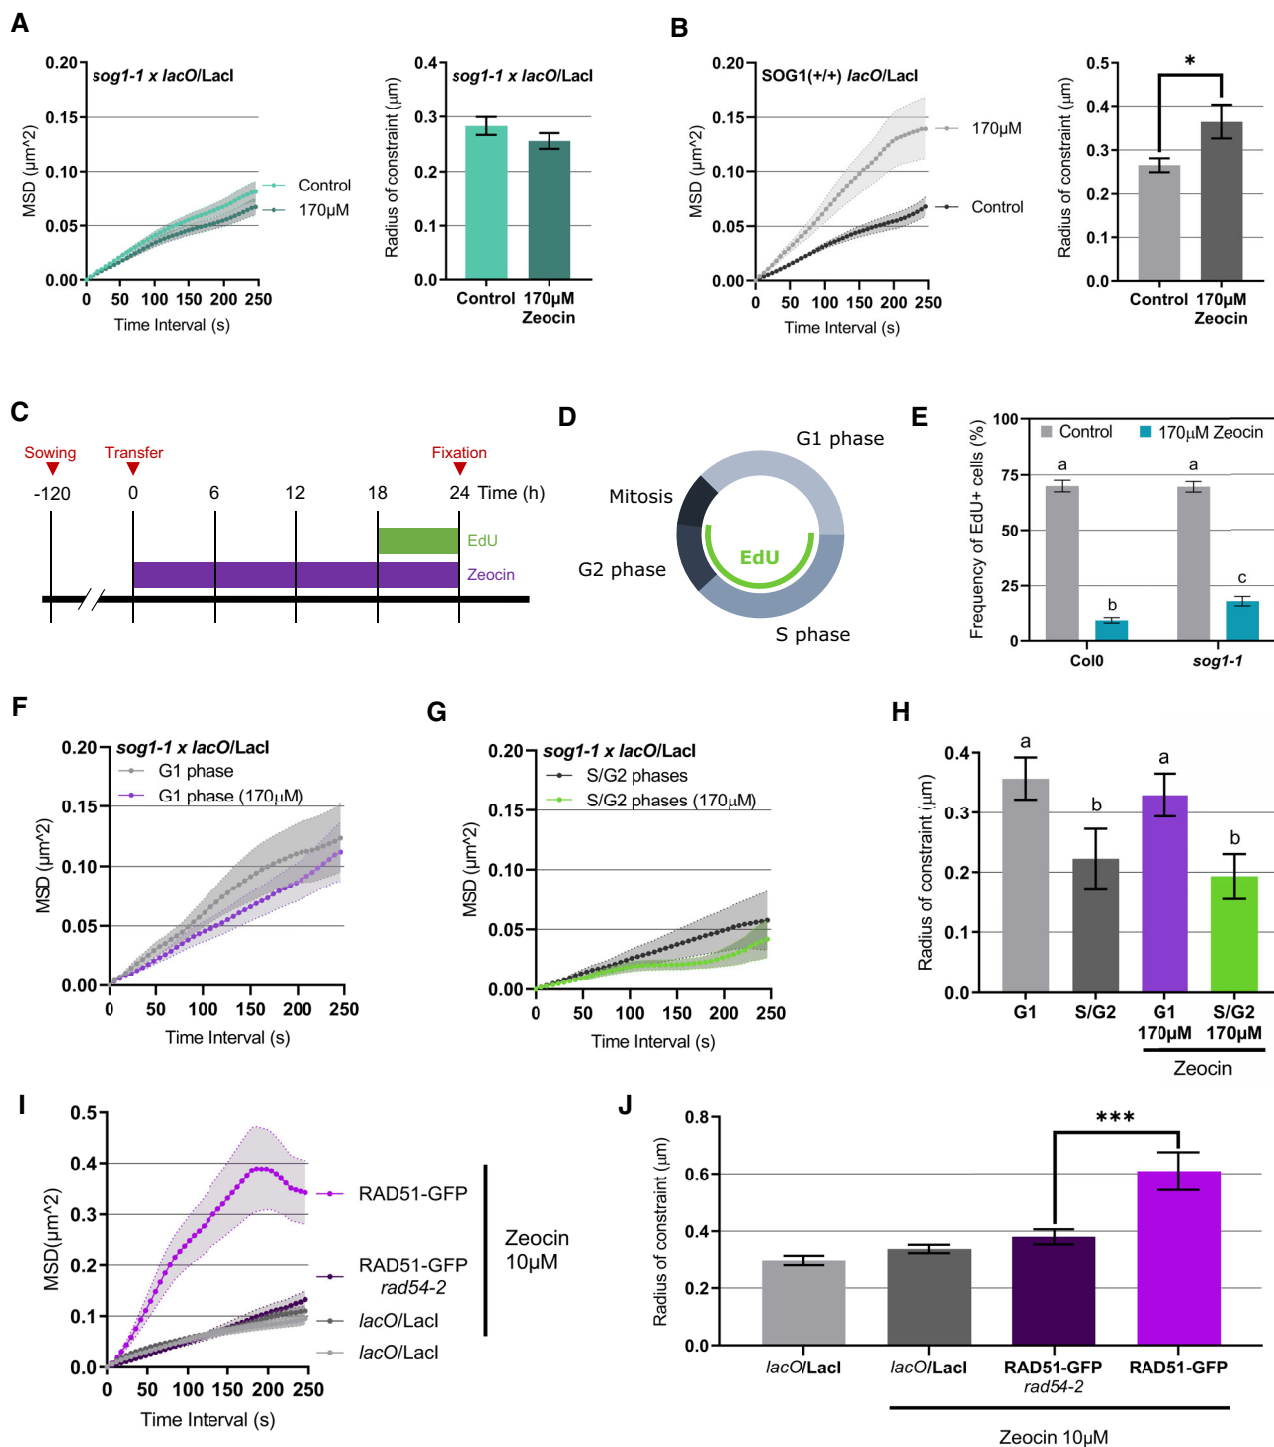 A
sog1-1 x lacO/LacI
MSD (µm^2)
0.20
0.15
0.10
0.05
0.00
0 50 100 150 200 250
Time Interval (s)
Control
170µM
sog1-1 x lacO/LacI
Radius of constraint (µm)
0.4
0.3
0.2
0.1
0.0
Control 170µM
Zeocin
B
SOG1(+/+) lacO/LacI
MSD (µm^2)
0.20
0.15
0.10
0.05
0.00
0 50 100 150 200 250
Time Interval (s)
170µM
Control
Radius of constraint (µm)
0.5
0.4
0.3
0.2
0.1
0.0
*
Control 170µM
Zeocin
C
Sowing Transfer Fixation
-120 0 6 12 18 24 Time (h)
EdU
Zeocin
D
G1 phase
Mitosis
G2 phase
EdU
S phase
E
Frequency of EdU+ cells (%)
100
75
50
25
0
Control 170µM Zeocin
a a
b c
Col0 sog1-1
F
sog1-1 x lacO/LacI
G1 phase
G1 phase (170µM)
MSD (µm^2)
0.20
0.15
0.10
0.05
0.00
0 50 100 150 200 250
Time Interval (s)
G
sog1-1 x lacO/LacI
S/G2 phases
S/G2 phases (170µM)
MSD (µm^2)
0.20
0.15
0.10
0.05
0.00
0 50 100 150 200 250
Time Interval (s)
H
Radius of constraint (µm)
0.4
0.3
0.2
0.1
0.0
a b a b
G1 S/G2 G1 S/G2
170µM 170µM
Zeocin
I
MSD(µm^2)
0.5
0.4
0.3
0.2
0.1
0.0
0 50 100 150 200 250
Time Interval (s)
RAD51-GFP
RAD51-GFP
rad54-2
lacO/LacI
lacO/LacI
Zeocin
10µM
J
Radius of constraint (µm)
0.8
0.6
0.4
0.2
0.0
***
lacO/LacI lacO/LacI RAD51-GFP RAD51-GFP
rad54-2
Zeocin 10µM